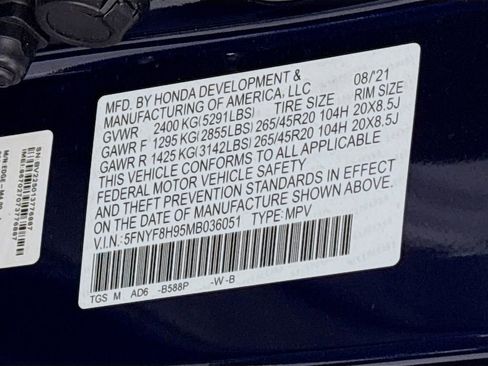 MFD. BY HONDA DEVELOPMENT & 08/'21
MANUFACTURING OF AMERICA, LLC
GVWR 2400 KG(5291LBS) TIRE SIZE RIM SIZE
GAWR F 1295 KG(2855LBS) 265/45R20 104H 20X8.5J
GAWR R 1425 KG(3142LBS) 265/45R20 104H 20X8.5J
THIS VEHICLE CONFORMS TO ALL APPLICABLE
FEDERAL MOTOR VEHICLE SAFETY
AND THEFT PREVENTION STANDARDS IN EFFECT
ON THE DATE OF MANUFACTURE SHOWN ABOVE.
V.I.N: 5FNYF8H95MB036051 TYPE: MPV
TGS M AD6 -B588P -W-B